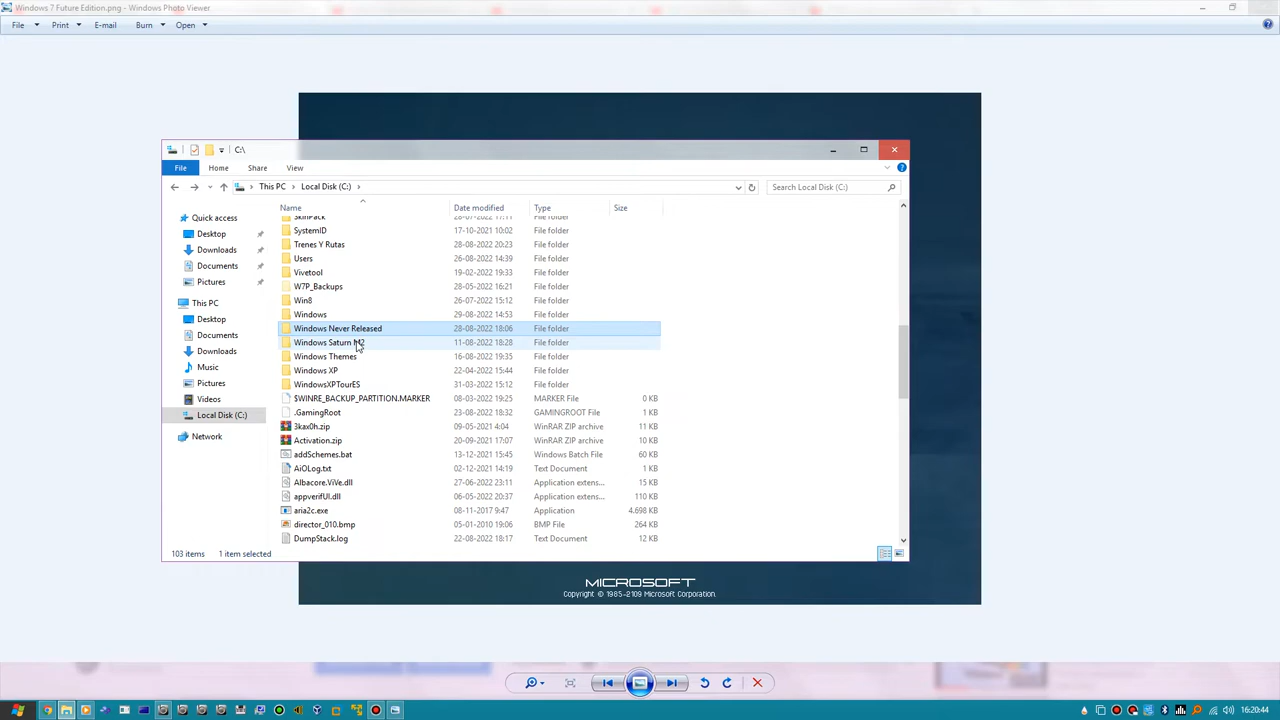 Windows 7 Future Edition.png - Windows Photo Viewer
File Print E-mail Burn Open
C:\
File Home Share View
This PC Local Disk (C:) Search Local Disk (C:)
Name Date modified Type Size
Quick access
Desktop
Downloads
Documents
Pictures
This PC
Desktop
Documents
Downloads
Music
Pictures
Videos
Local Disk (C:)
Network
SkinPack 28-07-2022 17:11 File folder
SystemID 17-10-2021 10:02 File folder
Trenes Y Rutas 28-08-2022 20:23 File folder
Users 26-08-2022 14:39 File folder
Vivetool 19-02-2022 19:33 File folder
W7P_Backups 28-05-2022 16:21 File folder
Win8 26-07-2022 15:12 File folder
Windows 29-08-2022 14:53 File folder
Windows Never Released 28-08-2022 18:06 File folder
Windows Saturn M2 11-08-2022 18:28 File folder
Windows Themes 16-08-2022 19:35 File folder
Windows XP 22-04-2022 15:44 File folder
WindowsXPTourES 31-03-2022 15:12 File folder
$WINRE_BACKUP_PARTITION.MARKER 08-03-2022 19:25 MARKER File 0 KB
.GamingRoot 23-08-2022 18:32 GAMINGROOT File 1 KB
3kax0h.zip 09-05-2021 4:04 WinRAR ZIP archive 11 KB
Activation.zip 20-09-2021 17:07 WinRAR ZIP archive 10 KB
addSchemes.bat 13-12-2021 15:45 Windows Batch File 60 KB
AiOLog.txt 02-12-2021 14:19 Text Document 1 KB
Albacore.ViVe.dll 27-06-2022 23:11 Application extens... 15 KB
appverifUI.dll 06-05-2022 20:37 Application extens... 110 KB
aria2c.exe 08-11-2017 9:47 Application 4.698 KB
director_010.bmp 05-01-2010 19:06 BMP File 264 KB
DumpStack.log 22-08-2022 18:17 Text Document 12 KB
103 items 1 item selected
MICROSOFT
Copyright © 1985-2109 Microsoft Corporation.
16:20:44